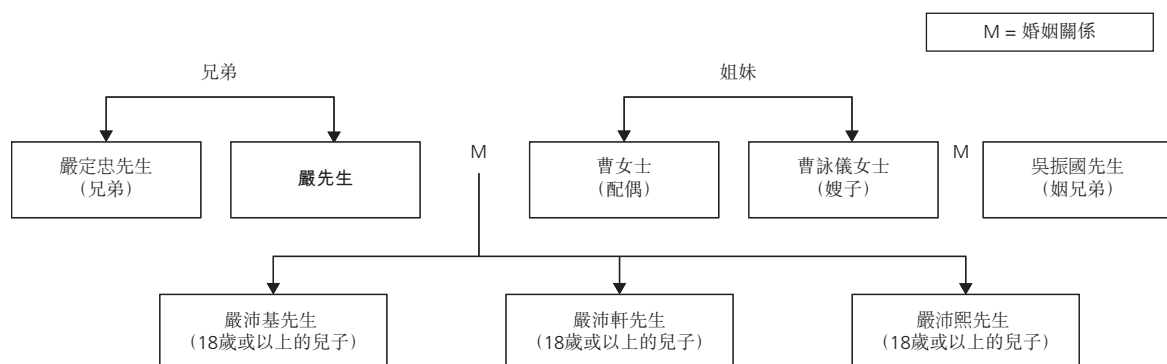 M = 婚姻關係
兄弟
姐妹
嚴定忠先生
(兄弟)
嚴先生
M
曹女士
(配偶)
曹詠儀女士
(嫂子)
M
吳振國先生
(姻兄弟)
嚴沛基先生
(18歲或以上的兒子)
嚴沛軒先生
(18歲或以上的兒子)
嚴沛熙先生
(18歲或以上的兒子)